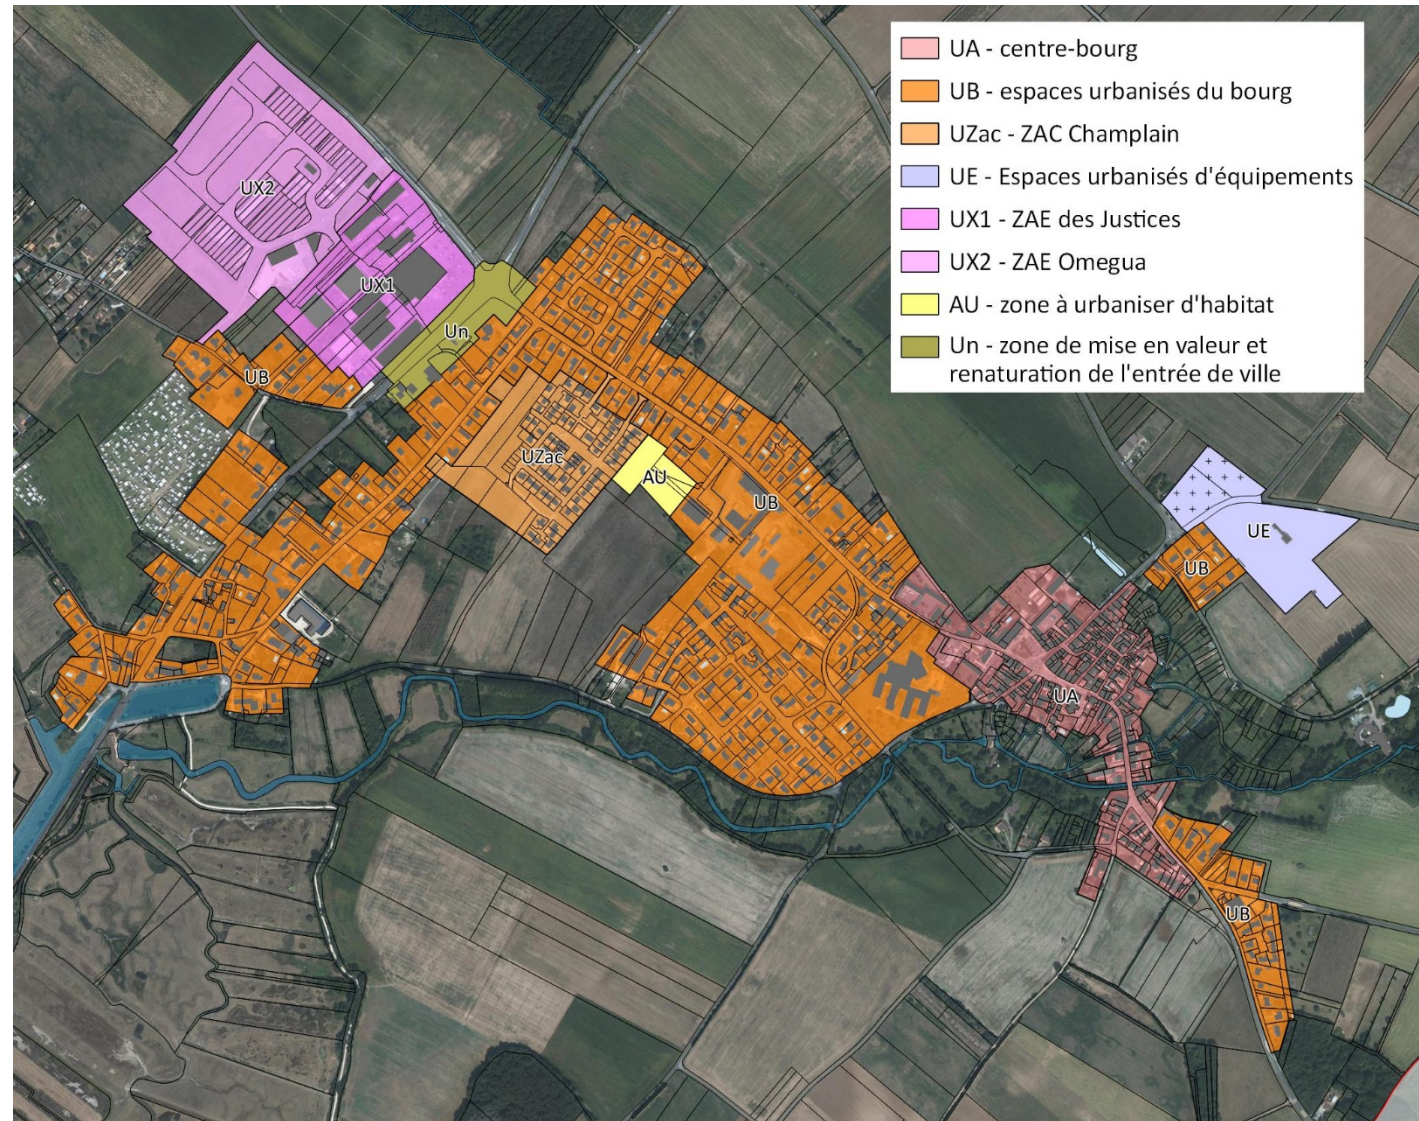 UA - centre-bourg
UB - espaces urbanisés du bourg
UZac - ZAC Champlain
UE - Espaces urbanisés d'équipements
UX1 - ZAE des Justices
UX2 - ZAE Omegua
AU - zone à urbaniser d'habitat
Un - zone de mise en valeur et
renaturation de l'entrée de ville
UX2
UX1
Un
UB
UZac
AU
UB
UE
UB
UA
UB